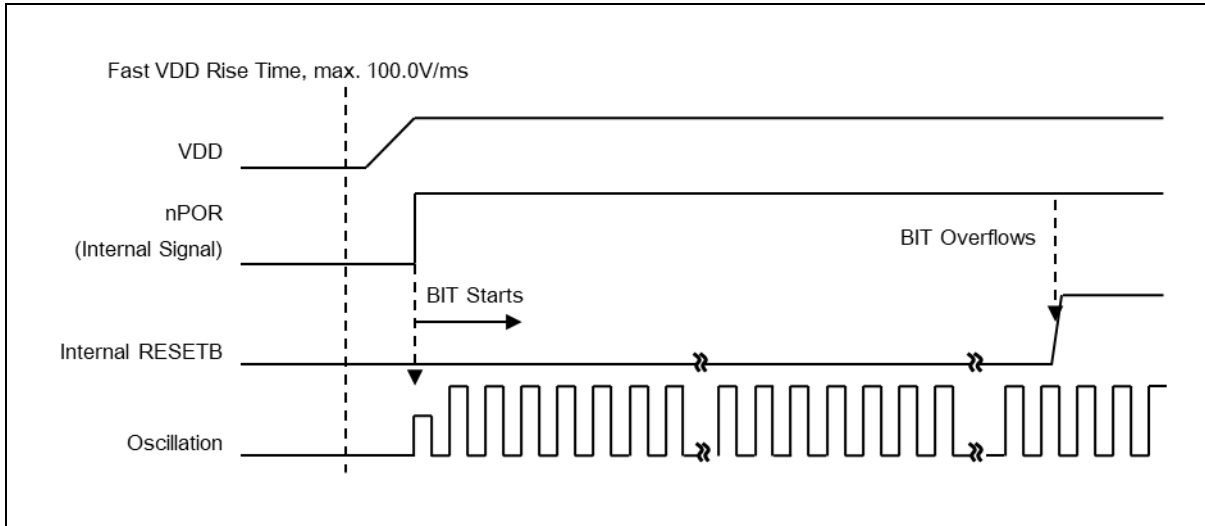 Fast VDD Rise Time, max. 100.0V/ms
VDD
nPOR
(Internal Signal)
BIT Overflows
BIT Starts
Internal RESETB
Oscillation